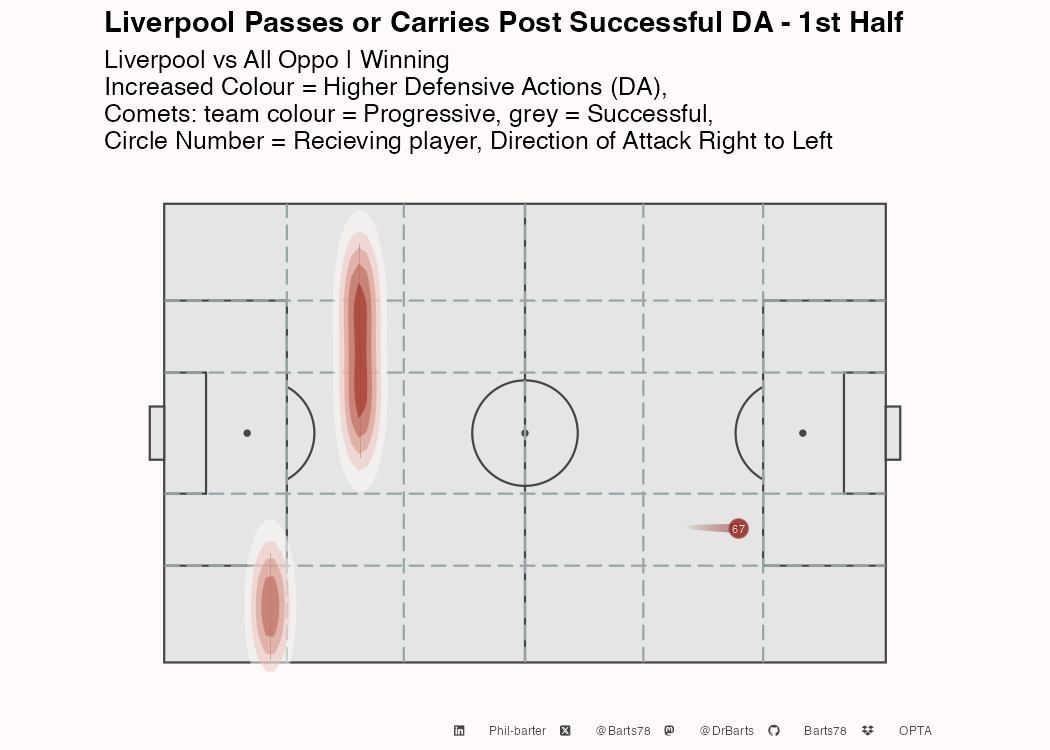 Liverpool Passes or Carries Post Successful DA - 1st Half
Liverpool vs All Oppo | Winning
Increased Colour = Higher Defensive Actions (DA),
Comets: team colour = Progressive, grey = Successful,
Circle Number = Recieving player, Direction of Attack Right to Left
67
Phil-barter @Barts78 @DrBarts Barts78 OPTA